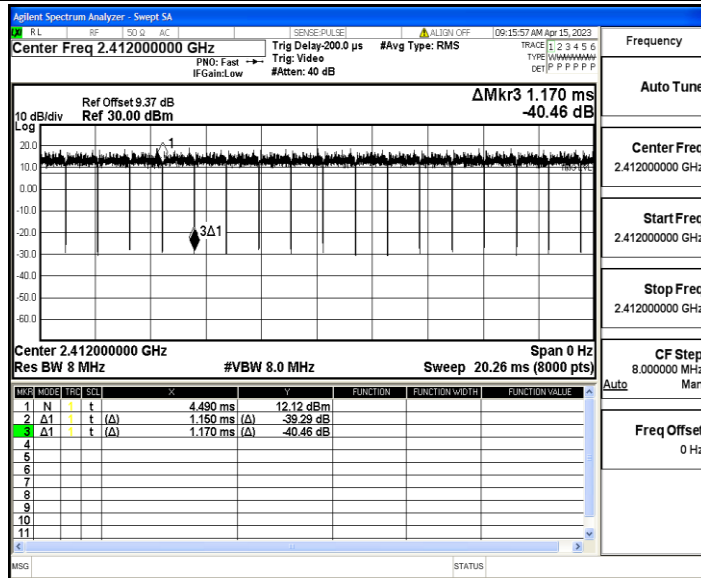 Agilent Spectrum Analyzer - Swept SA
RL RF 50 Ω AC SENSE:PULSE ALIGN OFF 09:15:57 AM Apr 15, 2023
Center Freq 2.412000000 GHz
PNO: Fast
IFGain:Low
Trig Delay-200.0 µs
Trig: Video
#Atten: 40 dB
#Avg Type: RMS
TRACE 1 2 3 4 5 6
TYPE WWWWWW
DET P P P P P P
ΔMkr3 1.170 ms
-40.46 dB
Ref Offset 9.37 dB
Ref 30.00 dBm
10 dB/div
Log
20.0
10.0
0.00
-10.0
-20.0
-30.0
-40.0
-50.0
-60.0
1
3Δ1
TRIG LVL
Center 2.412000000 GHz
Span 0 Hz
Res BW 8 MHz
#VBW 8.0 MHz
Sweep 20.26 ms (8000 pts)
MKR MODE TRC SCL X Y FUNCTION FUNCTION WIDTH FUNCTION VALUE
1 N 1 t 4.490 ms 12.12 dBm
2 Δ1 1 t (Δ) 1.150 ms (Δ) -39.29 dB
3 Δ1 1 t (Δ) 1.170 ms (Δ) -40.46 dB
4
5
6
7
8
9
10
11
MSG
STATUS
Frequency
Auto Tune
Center Freq
2.412000000 GHz
Start Freq
2.412000000 GHz
Stop Freq
2.412000000 GHz
CF Step
8.000000 MHz
Auto Man
Freq Offset
0 Hz